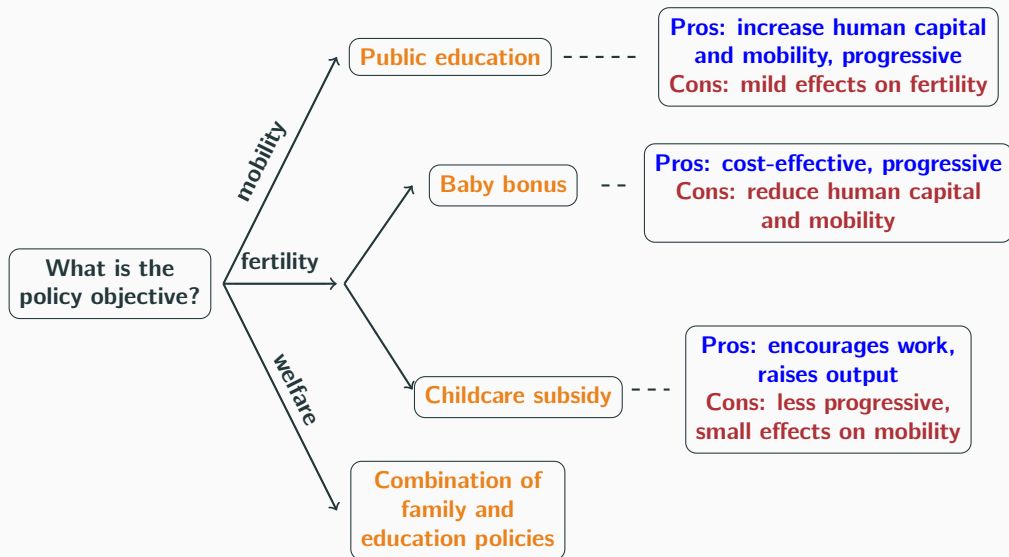 What is the
policy objective?
mobility
fertility
welfare
Public education
Pros: increase human capital
and mobility, progressive
Cons: mild effects on fertility
Baby bonus
Pros: cost-effective, progressive
Cons: reduce human capital
and mobility
Childcare subsidy
Pros: encourages work,
raises output
Cons: less progressive,
small effects on mobility
Combination of
family and
education policies